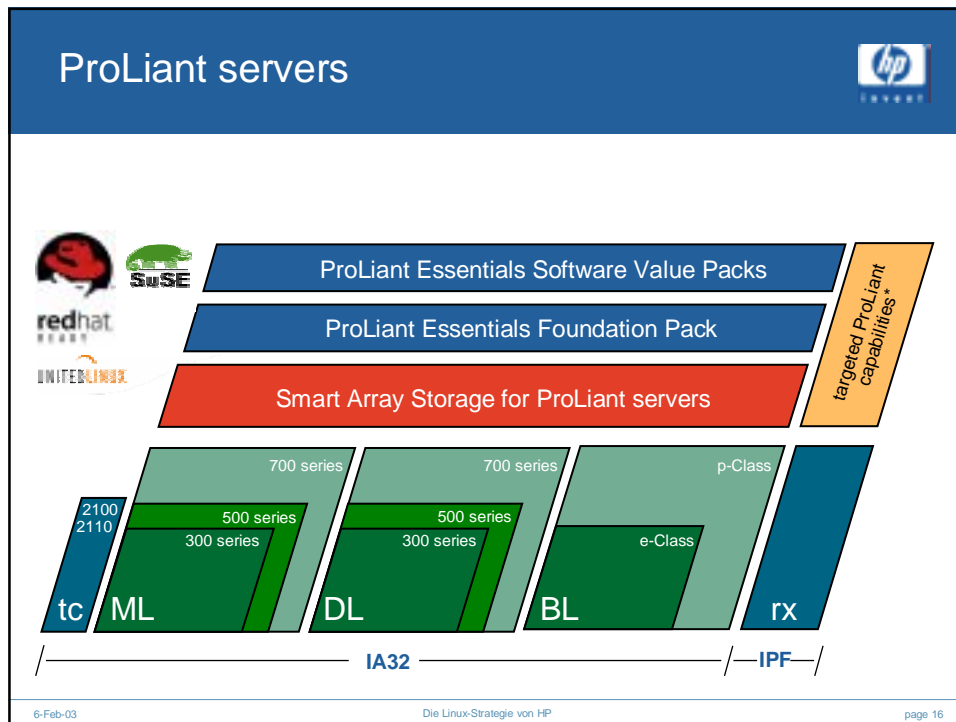 ProLiant servers
hp
invent
redhat
READY
SuSE
UNITEDLINUX
ProLiant Essentials Software Value Packs
ProLiant Essentials Foundation Pack
Smart Array Storage for ProLiant servers
targeted ProLiant
capabilities*
2100
2110
tc
700 series
500 series
300 series
ML
700 series
500 series
300 series
DL
p-Class
e-Class
BL
rx
IA32
IPF
6-Feb-03
Die Linux-Strategie von HP
page 16